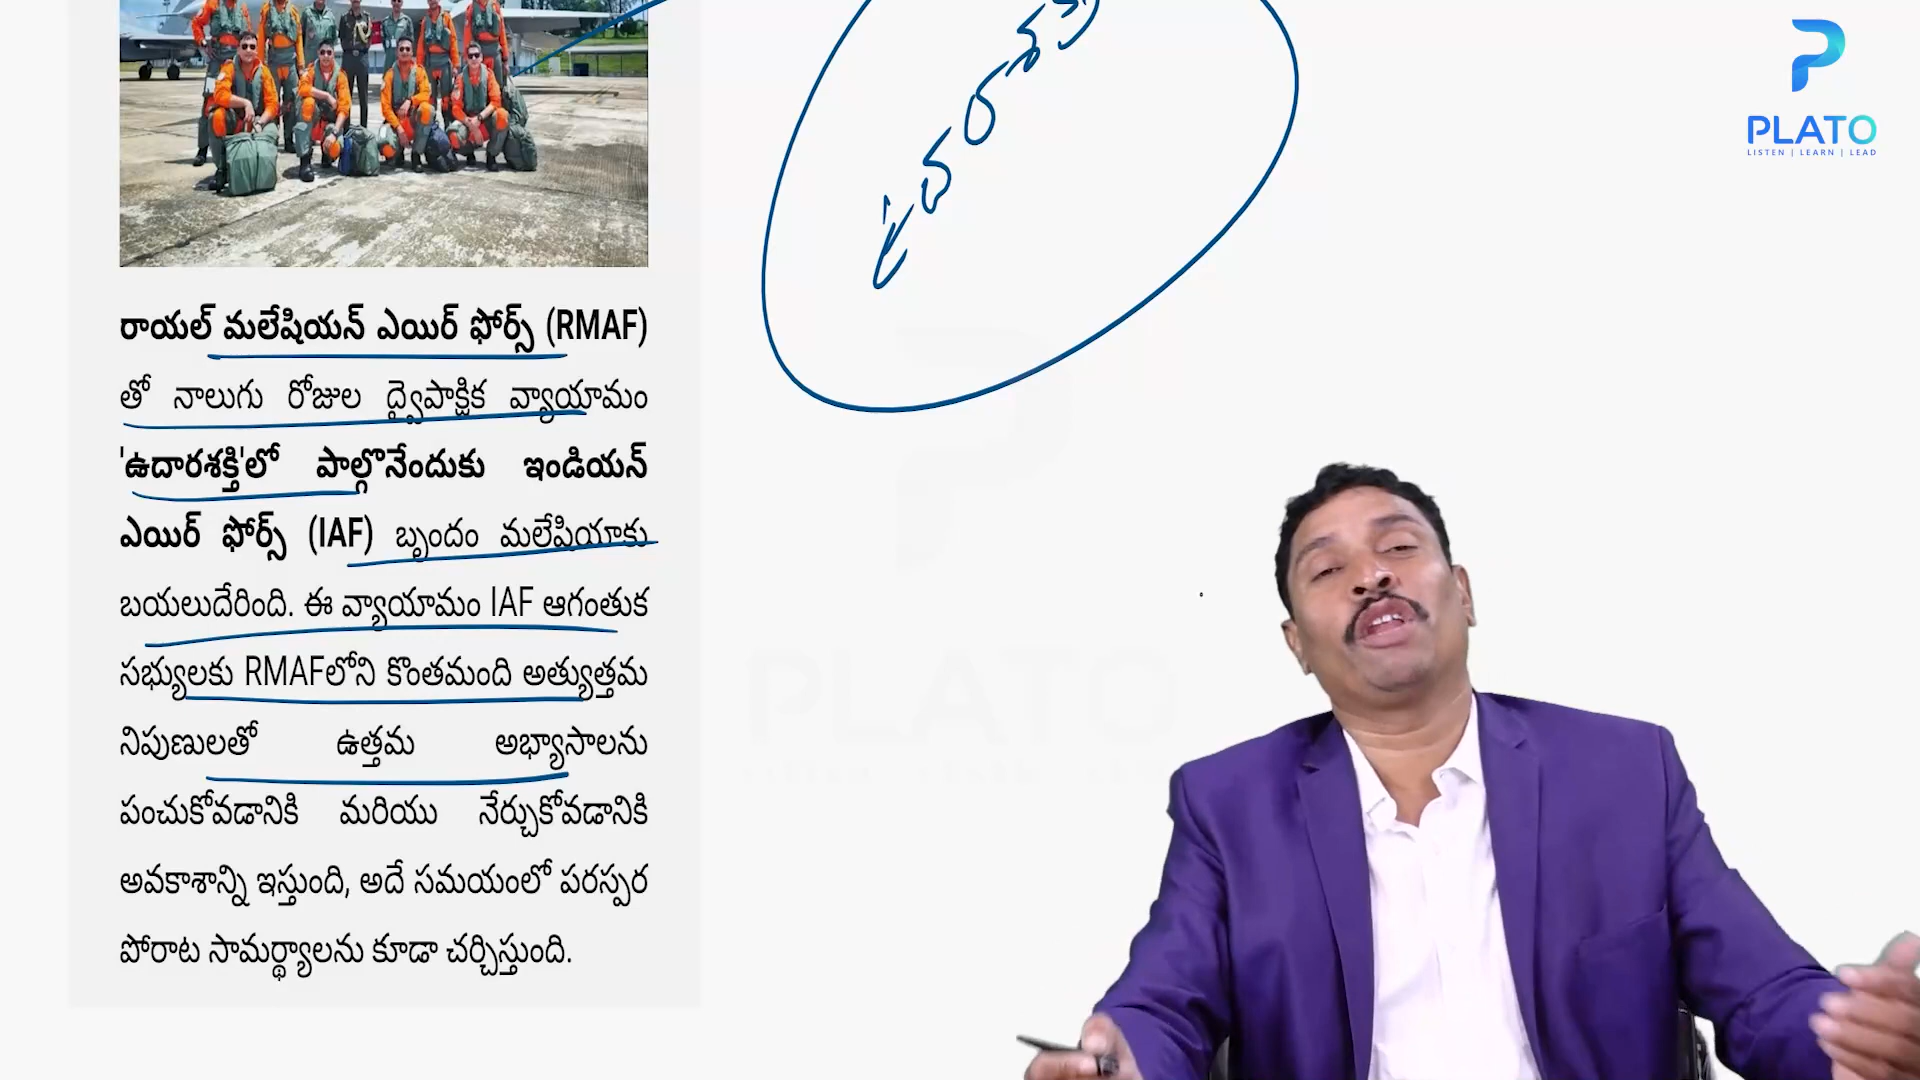 PLATO
LISTEN | LEARN | LEAD
రాయల్ మలేషియన్ ఎయిర్ ఫోర్స్ (RMAF)
తో నాలుగు రోజుల ద్వైపాక్షిక వ్యాయామం
'ఉదారశక్తి'లో పాల్గొనేందుకు ఇండియన్
ఎయిర్ ఫోర్స్ (IAF) బృందం మలేషియాకు
బయలుదేరింది. ఈ వ్యాయామం IAF ఆగంతుక
సభ్యులకు RMAFలోని కొంతమంది అత్యుత్తమ
నిపుణులతో ఉత్తమ అభ్యాసాలను
పంచుకోవడానికి మరియు నేర్చుకోవడానికి
అవకాశాన్ని ఇస్తుంది, అదే సమయంలో పరస్పర
పోరాట సామర్థ్యాలను కూడా చర్చిస్తుంది.
PLATO